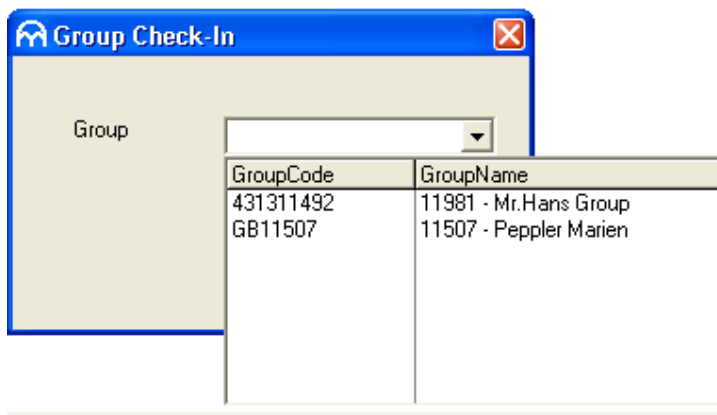 Group Check-In
Group
GroupCode GroupName
431311492 11981 - Mr.Hans Group
GB11507 11507 - Peppler Marien